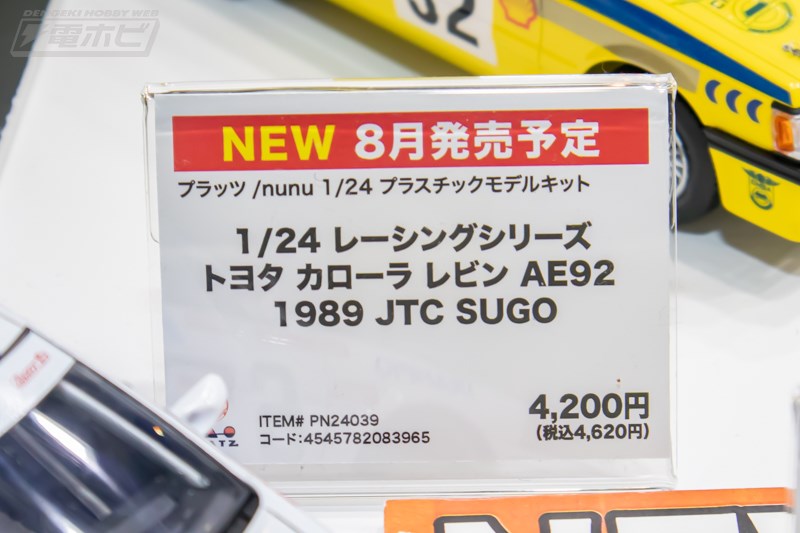 DENGEKI HOBBY WEB
電ホビ
NEW 8月発売予定
プラッツ /nunu 1/24 プラスチックモデルキット
1/24 レーシングシリーズ
トヨタ カローラ レビン AE92
1989 JTC SUGO
ITEM# PN24039
コード:4545782083965
4,200円
(税込4,620円)